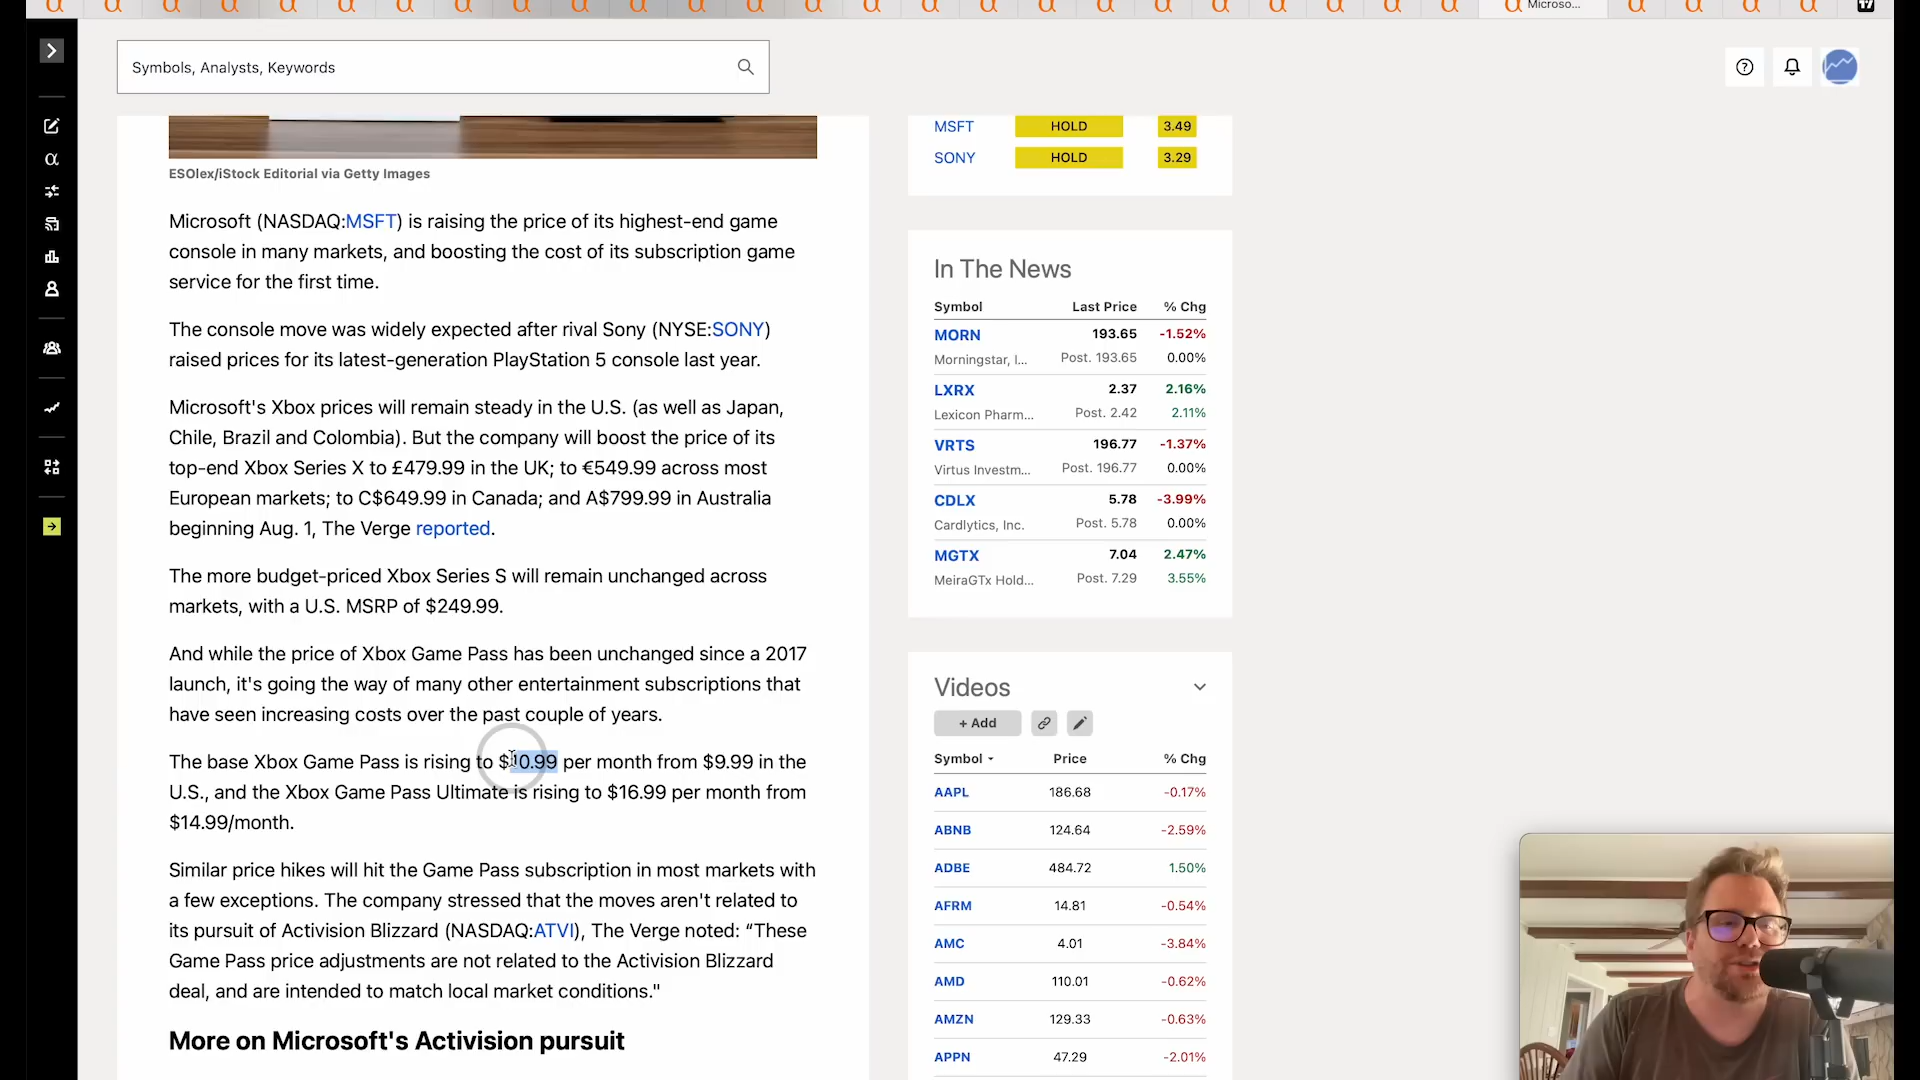 Microso...
Symbols, Analysts, Keywords
ESOlex/iStock Editorial via Getty Images
Microsoft (NASDAQ:MSFT) is raising the price of its highest-end game
console in many markets, and boosting the cost of its subscription game
service for the first time.
The console move was widely expected after rival Sony (NYSE:SONY)
raised prices for its latest-generation PlayStation 5 console last year.
Microsoft's Xbox prices will remain steady in the U.S. (as well as Japan,
Chile, Brazil and Colombia). But the company will boost the price of its
top-end Xbox Series X to £479.99 in the UK; to €549.99 across most
European markets; to C$649.99 in Canada; and A$799.99 in Australia
beginning Aug. 1, The Verge reported.
The more budget-priced Xbox Series S will remain unchanged across
markets, with a U.S. MSRP of $249.99.
And while the price of Xbox Game Pass has been unchanged since a 2017
launch, it's going the way of many other entertainment subscriptions that
have seen increasing costs over the past couple of years.
The base Xbox Game Pass is rising to $10.99 per month from $9.99 in the
U.S., and the Xbox Game Pass Ultimate is rising to $16.99 per month from
$14.99/month.
Similar price hikes will hit the Game Pass subscription in most markets with
a few exceptions. The company stressed that the moves aren't related to
its pursuit of Activision Blizzard (NASDAQ:ATVI), The Verge noted: “These
Game Pass price adjustments are not related to the Activision Blizzard
deal, and are intended to match local market conditions."
More on Microsoft's Activision pursuit
MSFT HOLD 3.49
SONY HOLD 3.29
In The News
Symbol Last Price % Chg
MORN 193.65 -1.52%
Morningstar, I... Post. 193.65 0.00%
LXRX 2.37 2.16%
Lexicon Pharm... Post. 2.42 2.11%
VRTS 196.77 -1.37%
Virtus Investm... Post. 196.77 0.00%
CDLX 5.78 -3.99%
Cardlytics, Inc. Post. 5.78 0.00%
MGTX 7.04 2.47%
MeiraGTx Hold... Post. 7.29 3.55%
Videos
+ Add
Symbol Price % Chg
AAPL 186.68 -0.17%
ABNB 124.64 -2.59%
ADBE 484.72 1.50%
AFRM 14.81 -0.54%
AMC 4.01 -3.84%
AMD 110.01 -0.62%
AMZN 129.33 -0.63%
APPN 47.29 -2.01%